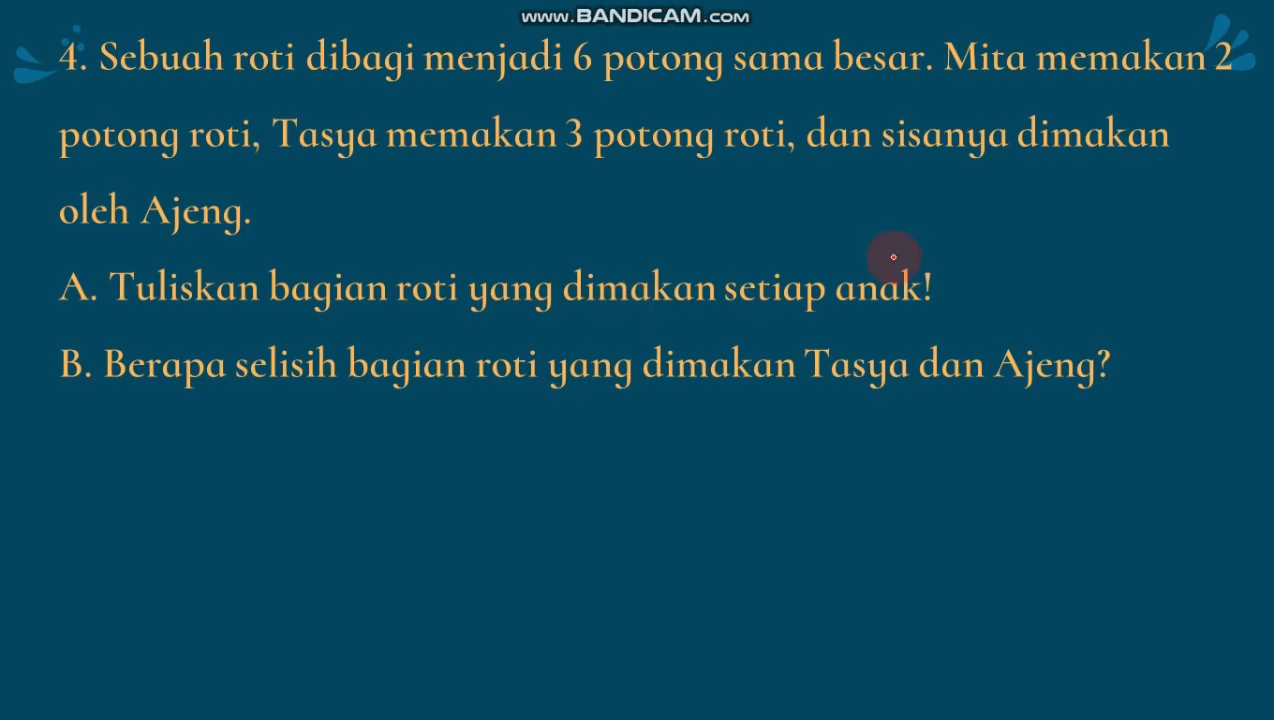 www.BANDICAM.com
4. Sebuah roti dibagi menjadi 6 potong sama besar. Mita memakan 2
potong roti, Tasya memakan 3 potong roti, dan sisanya dimakan
oleh Ajeng.
A. Tuliskan bagian roti yang dimakan setiap anak!
B. Berapa selisih bagian roti yang dimakan Tasya dan Ajeng?